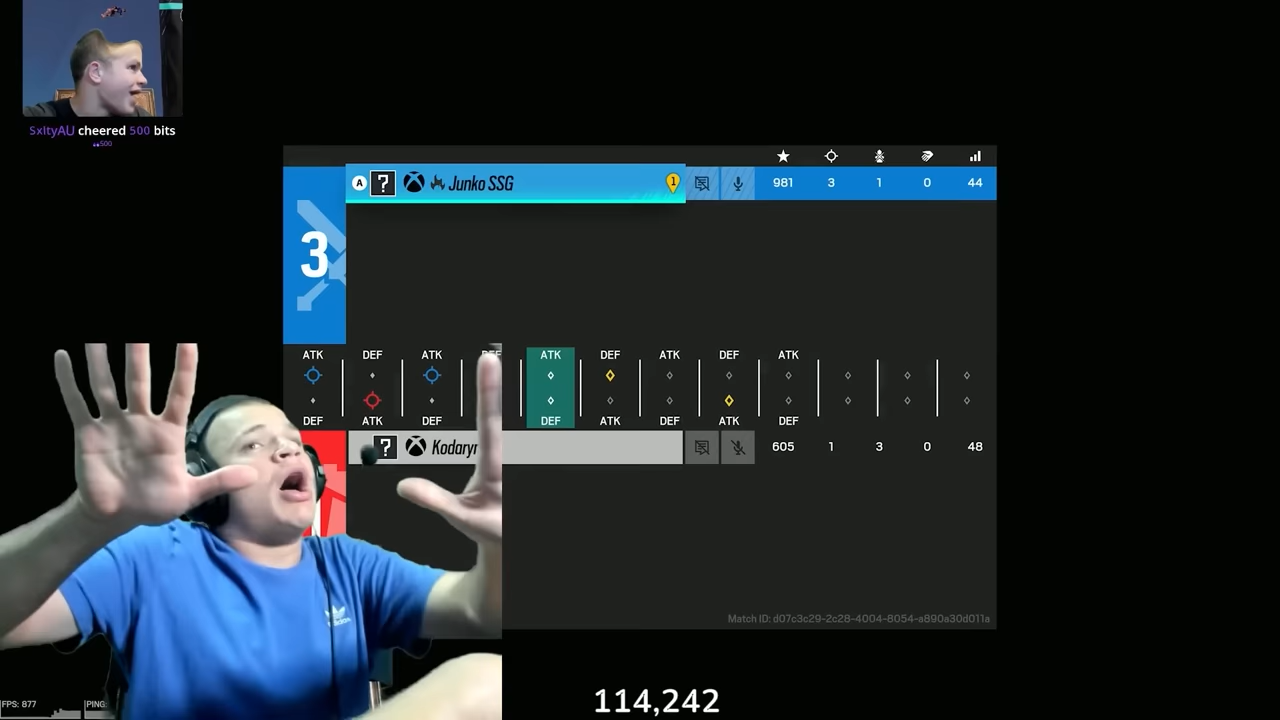 SxltyAU cheered 500 bits
500
A ? Junko SSG 1 981 3 1 0 44
3
ATK DEF ATK DEF ATK DEF ATK DEF ATK
DEF ATK DEF DEF ATK DEF ATK DEF
? Kodaryn 605 1 3 0 48
adidas
Match ID: d07c3c29-2c28-4004-8054-a890a30d011a
114,242
FPS: 877 PING: